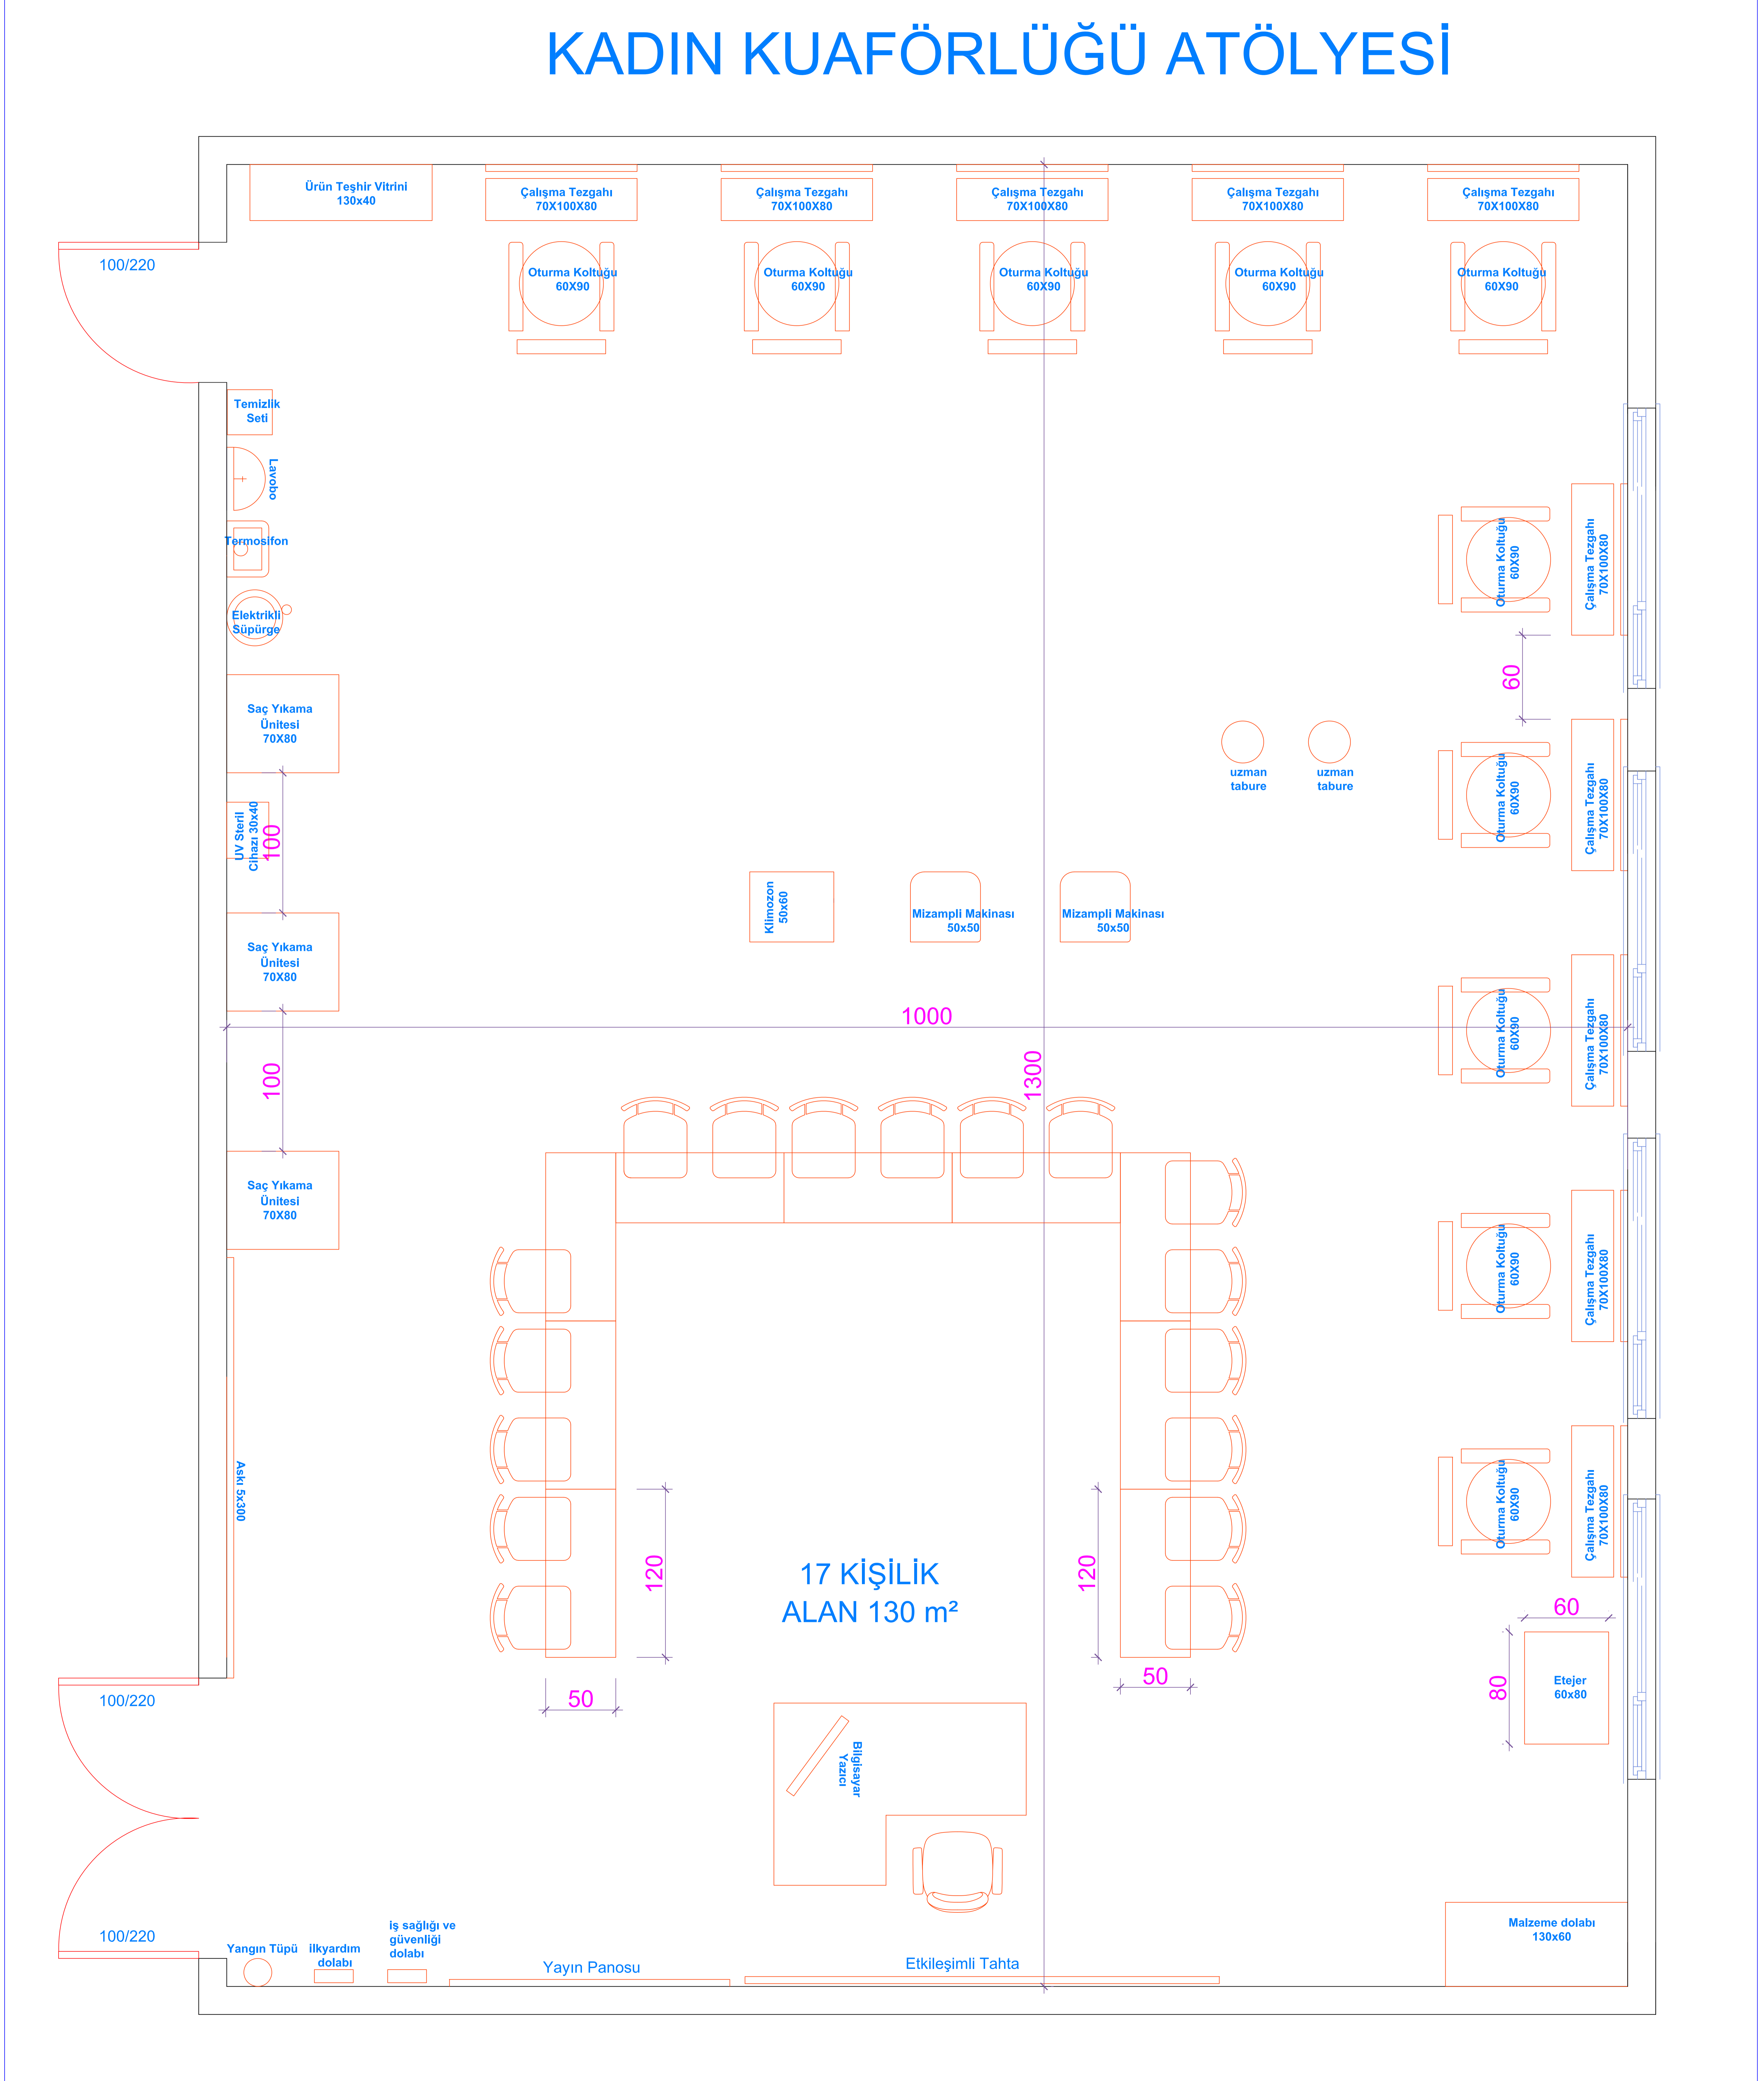 KADIN KUAFÖRLÜĞÜ ATÖLYESİ
Ürün Teşhir Vitrini
130x40
Çalışma Tezgahı
70X100X80
Çalışma Tezgahı
70X100X80
Çalışma Tezgahı
70X100X80
Çalışma Tezgahı
70X100X80
Çalışma Tezgahı
70X100X80
100/220
Oturma Koltuğu
60X90
Oturma Koltuğu
60X90
Oturma Koltuğu
60X90
Oturma Koltuğu
60X90
Oturma Koltuğu
60X90
Temizlik
Seti
Lavobo
Termosifon
Elektrikli
Süpürge
Oturma Koltuğu
60X90
Çalışma Tezgahı
70X100X80
60
Saç Yıkama
Ünitesi
70X80
uzman
tabure
uzman
tabure
Oturma Koltuğu
60X90
Çalışma Tezgahı
70X100X80
UV Steril
Cihazı 30x40
100
Klimozon
50x60
Mizampli Makinası
50x50
Mizampli Makinası
50x50
Saç Yıkama
Ünitesi
70X80
1000
Oturma Koltuğu
60X90
Çalışma Tezgahı
70X100X80
100
1300
Saç Yıkama
Ünitesi
70X80
Oturma Koltuğu
60X90
Çalışma Tezgahı
70X100X80
Askı 5x300
Oturma Koltuğu
60X90
Çalışma Tezgahı
70X100X80
120
17 KİŞİLİK
ALAN 130 m²
120
60
50
50
80
Etejer
60x80
100/220
Bilgisayar
Yazıcı
100/220
Yangın Tüpü
ilkyardım
dolabı
iş sağlığı ve
güvenliği
dolabı
Yayın Panosu
Etkileşimli Tahta
Malzeme dolabı
130x60